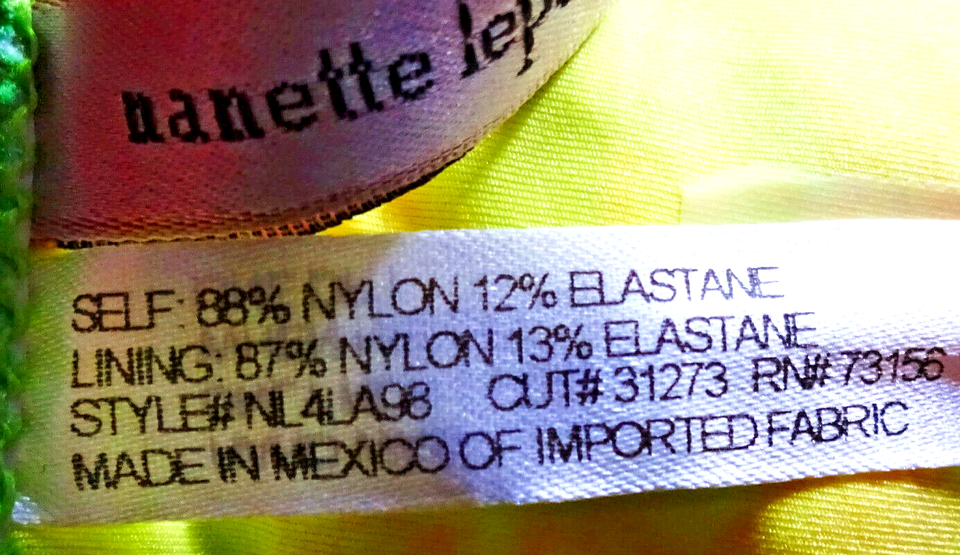 nanette lep
SELF: 88% NYLON 12% ELASTANE
LINING: 87% NYLON 13% ELASTANE
STYLE# NL4LA98 CUT# 31273 RN# 73156
MADE IN MEXICO OF IMPORTED FABRIC